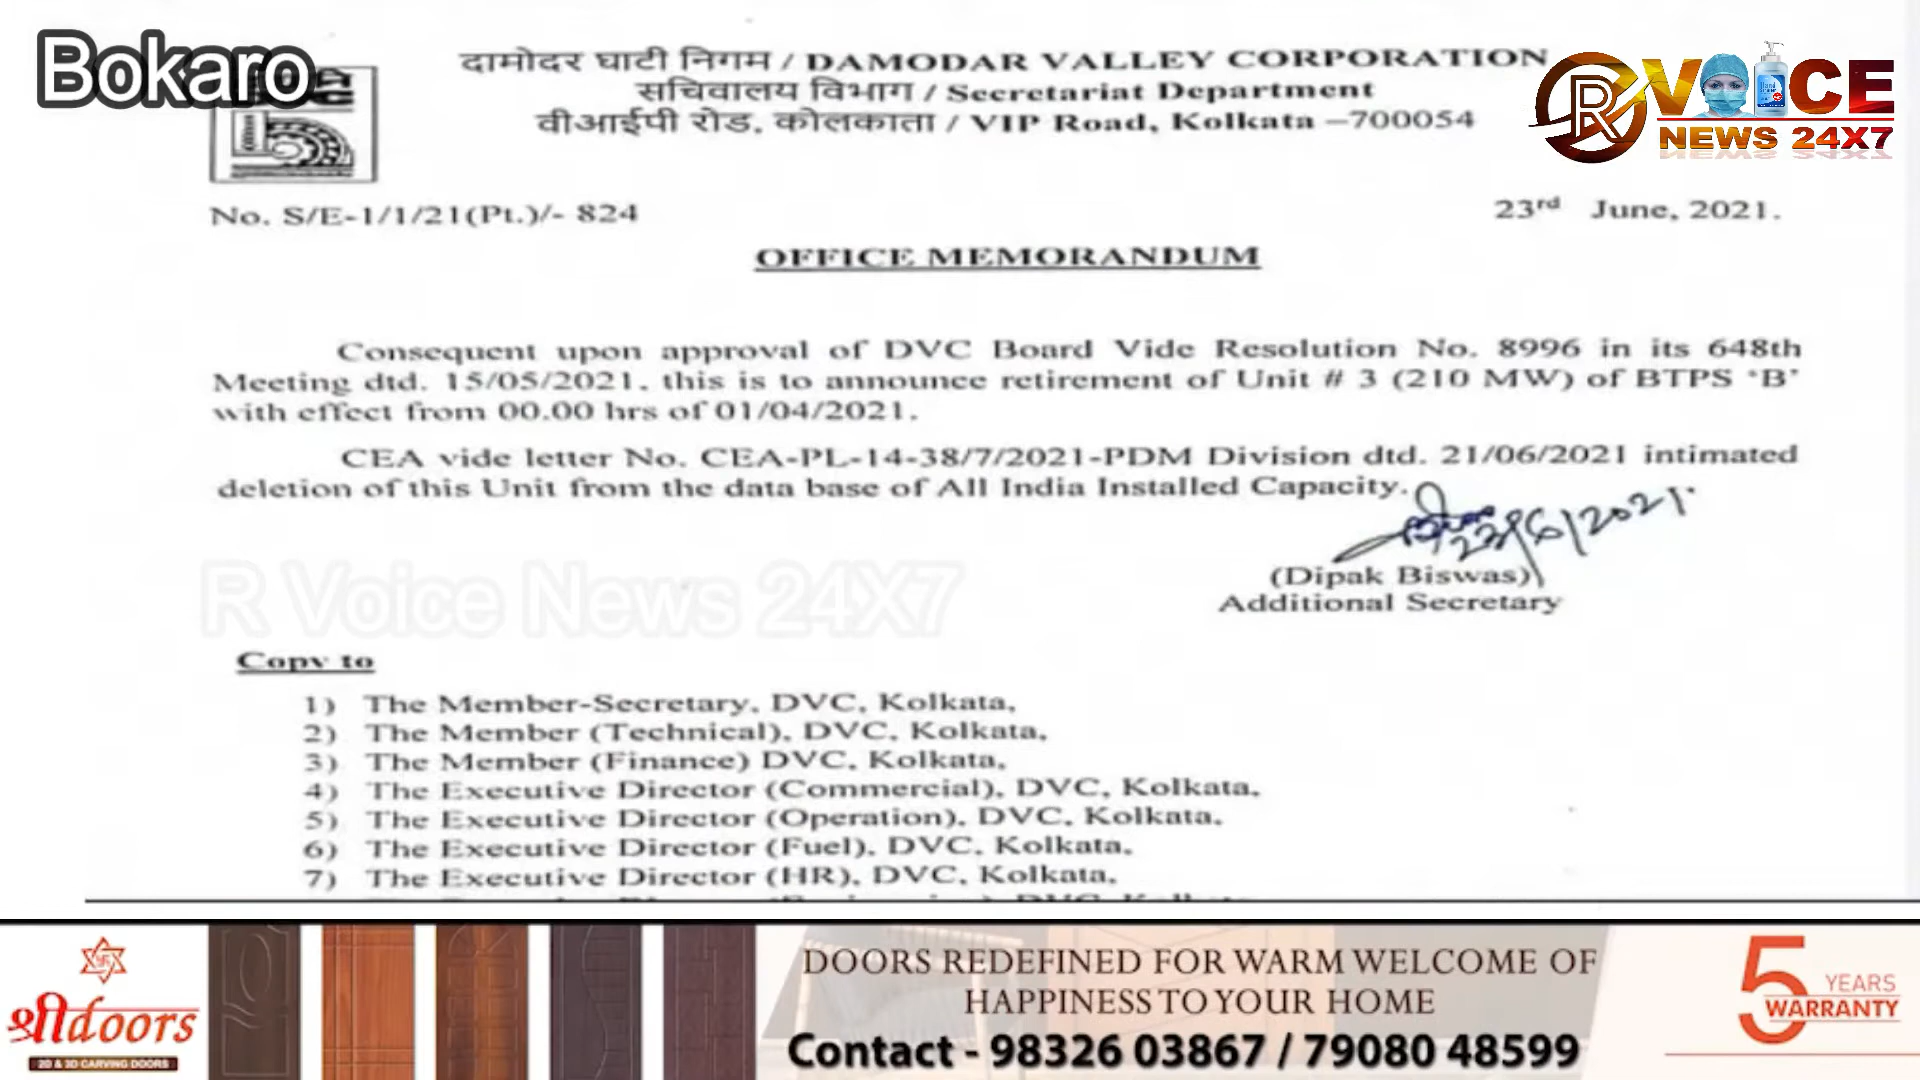 Bokaro
दामोदर घाटी निगम / DAMODAR VALLEY CORPORATION
सचिवालय विभाग / Secretariat Department
वीआईपी रोड, कोलकाता / VIP Road, Kolkata –700054
R VOICE
NEWS 24X7
No. S/E-1/1/21(Pt.)/- 824
23rd June, 2021.
OFFICE MEMORANDUM
Consequent upon approval of DVC Board Vide Resolution No. 8996 in its 648th
Meeting dtd. 15/05/2021, this is to announce retirement of Unit # 3 (210 MW) of BTPS 'B'
with effect from 00.00 hrs of 01/04/2021.
CEA vide letter No. CEA-PL-14-38/7/2021-PDM Division dtd. 21/06/2021 intimated
deletion of this Unit from the data base of All India Installed Capacity.
23/6/2021
(Dipak Biswas)
Additional Secretary
R Voice News 24X7
Copy to
1) The Member-Secretary, DVC, Kolkata,
2) The Member (Technical), DVC, Kolkata,
3) The Member (Finance) DVC, Kolkata,
4) The Executive Director (Commercial), DVC, Kolkata,
5) The Executive Director (Operation), DVC, Kolkata,
6) The Executive Director (Fuel), DVC, Kolkata,
7) The Executive Director (HR), DVC, Kolkata,
श्रीdoors
2D & 3D CARVING DOORS
DOORS REDEFINED FOR WARM WELCOME OF
HAPPINESS TO YOUR HOME
Contact - 98326 03867 / 79080 48599
5 YEARS
WARRANTY